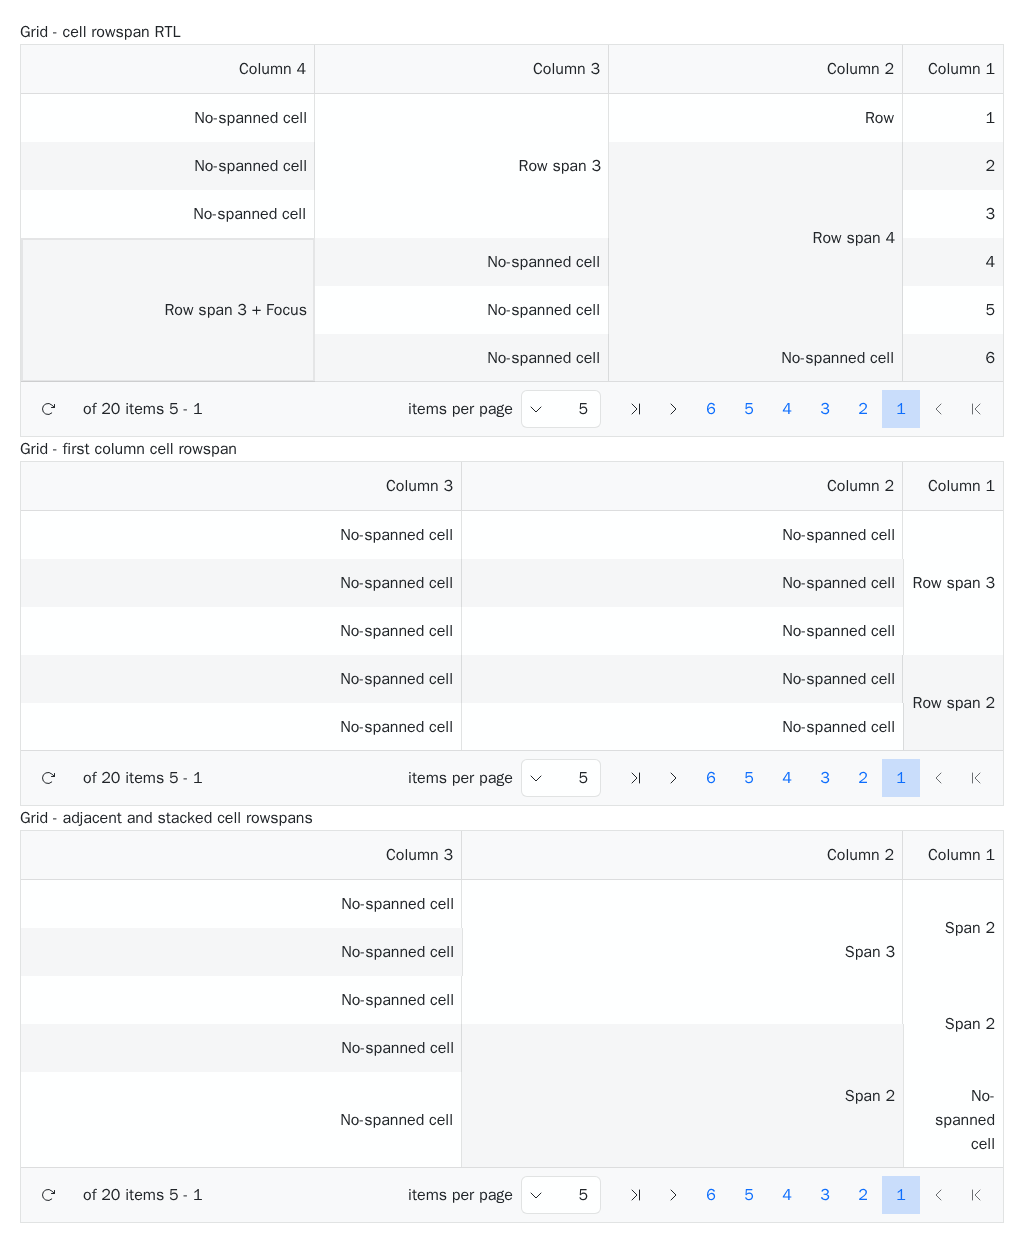 Grid - cell rowspan RTL
Column 4 Column 3 Column 2 Column 1
No-spanned cell Row 1
No-spanned cell Row span 3 2
No-spanned cell 3
Row span 4
No-spanned cell 4
Row span 3 + Focus No-spanned cell 5
No-spanned cell No-spanned cell 6
of 20 items 5 - 1 items per page 5 6 5 4 3 2 1
Grid - first column cell rowspan
Column 3 Column 2 Column 1
No-spanned cell No-spanned cell
No-spanned cell No-spanned cell Row span 3
No-spanned cell No-spanned cell
No-spanned cell No-spanned cell
Row span 2
No-spanned cell No-spanned cell
of 20 items 5 - 1 items per page 5 6 5 4 3 2 1
Grid - adjacent and stacked cell rowspans
Column 3 Column 2 Column 1
No-spanned cell
Span 2
No-spanned cell Span 3
No-spanned cell
Span 2
No-spanned cell
Span 2 No-
No-spanned cell spanned
cell
of 20 items 5 - 1 items per page 5 6 5 4 3 2 1